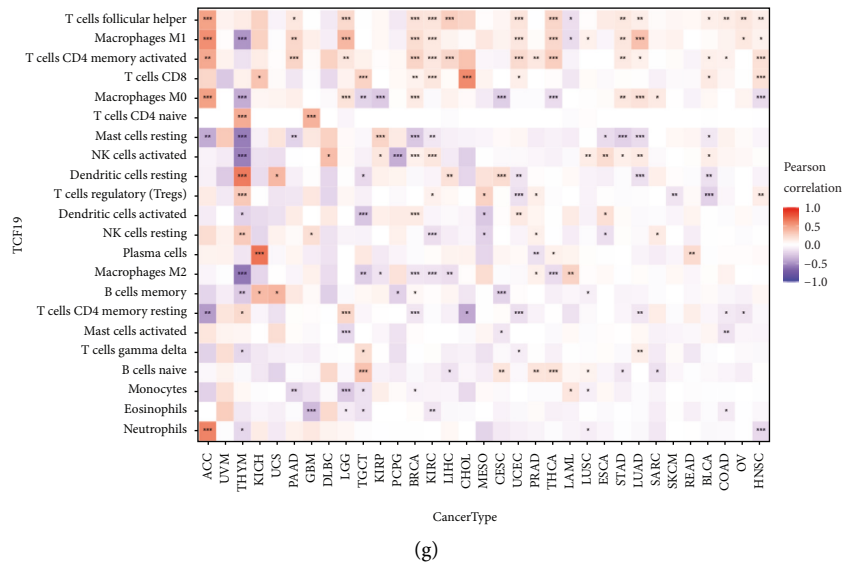 T cells follicular helper
Macrophages M1
T cells CD4 memory activated
T cells CD8
Macrophages M0
T cells CD4 naive
Mast cells resting
NK cells activated
Dendritic cells resting
T cells regulatory (Tregs)
Dendritic cells activated
NK cells resting
Plasma cells
Macrophages M2
B cells memory
T cells CD4 memory resting
Mast cells activated
T cells gamma delta
B cells naive
Monocytes
Eosinophils
Neutrophils
TCF19
ACC
UVM
THYM
KICH
UCS
PAAD
GBM
DLBC
LGG
TGCT
KIRP
PCPG
BRCA
KIRC
LIHC
CHOL
MESO
CESC
UCEC
PRAD
THCA
LAML
LUSC
ESCA
STAD
LUAD
SARC
SKCM
READ
BLCA
COAD
OV
HNSC
CancerType
Pearson
correlation
1.0
0.5
0.0
−0.5
−1.0
(g)